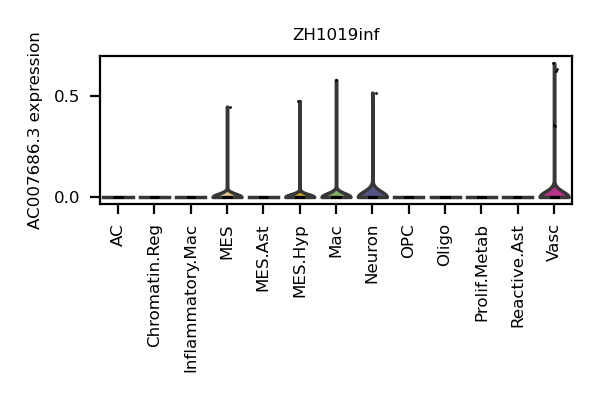 ZH1019inf
AC007686.3 expression
0.5
0.0
AC
Chromatin.Reg
Inflammatory.Mac
MES
MES.Ast
MES.Hyp
Mac
Neuron
OPC
Oligo
Prolif.Metab
Reactive.Ast
Vasc